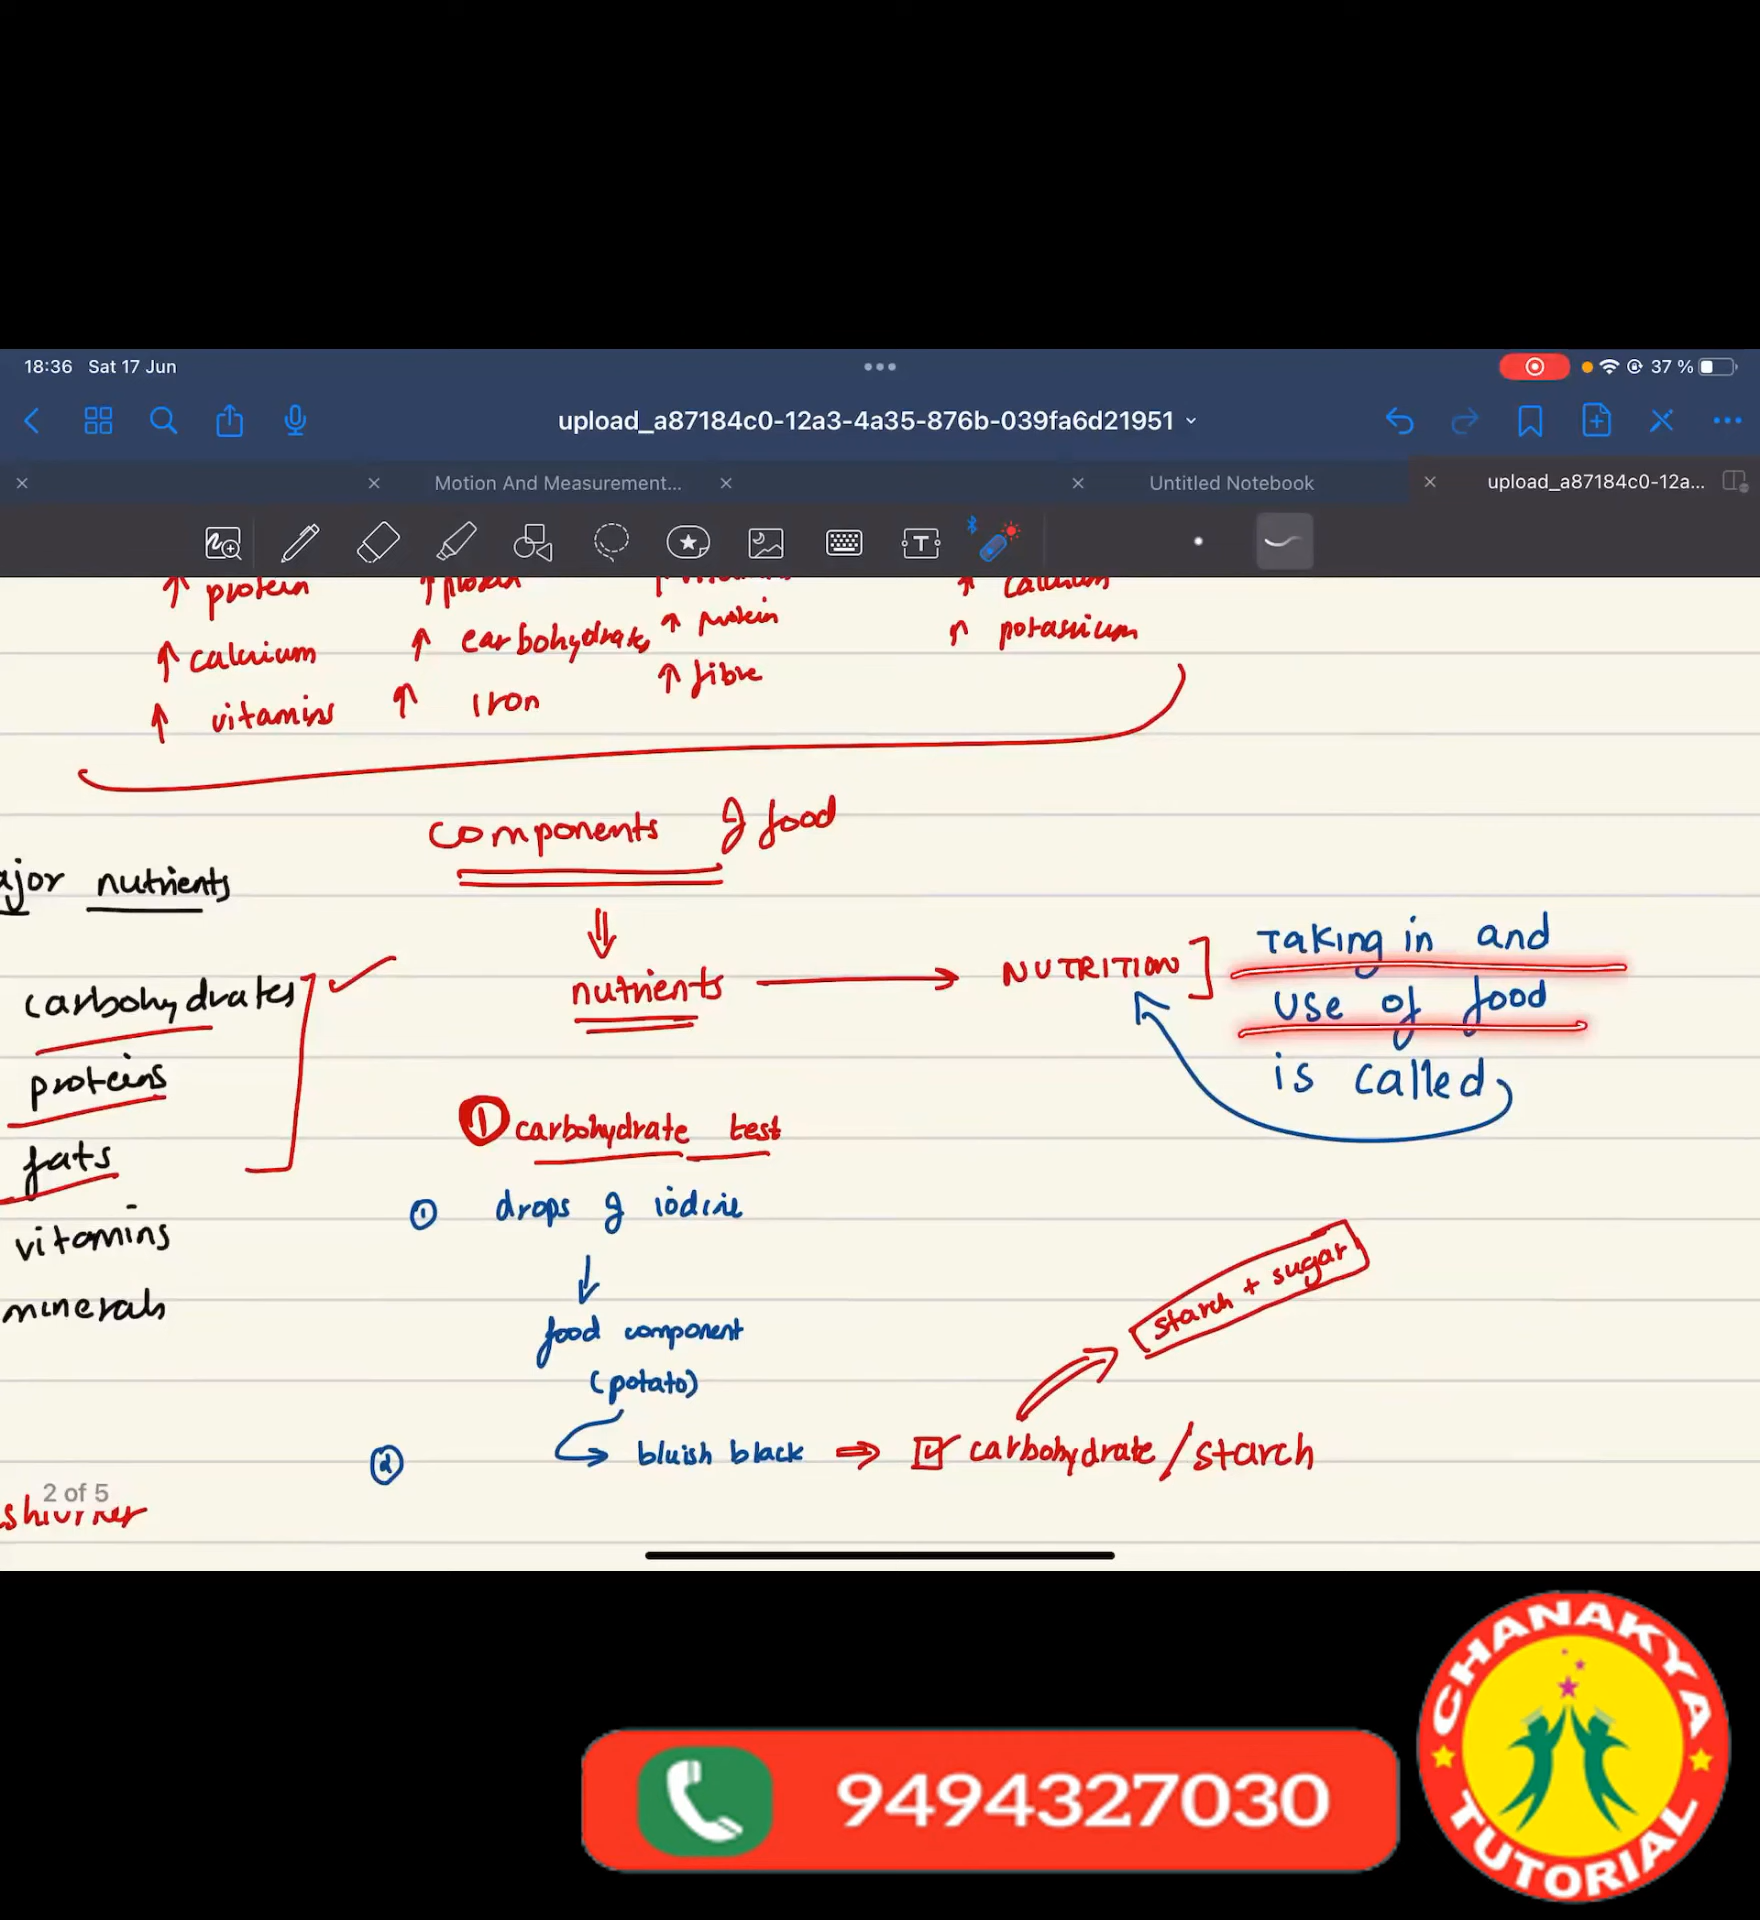 18:36 Sat 17 Jun
37 %
upload_a87184c0-12a3-4a35-876b-039fa6d21951
Motion And Measurement...
Untitled Notebook
upload_a87184c0-12a...
T
↑ protein
↑ calcium
↑ vitamins
↑ protein
↑ carbohydrate
↑ Iron
↑ protein
↑ fibre
↑ calcium
↑ potassium
components of food
ajor nutrients
carbohydrates
proteins
fats
vitamins
minerals
⇓
nutrients → NUTRITION ]
Taking in and
use of food
is called
① carbohydrate test
① drops of iodine
↓
food component
(potato)
② bluish black ⇒ carbohydrate / starch
starch + sugar
2 of 5
9494327030
CHANAKYA
TUTORIAL